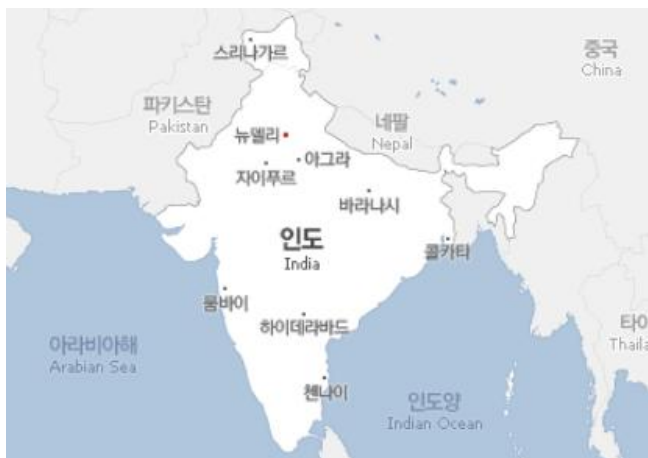 스리나가르
중국
China
파키스탄
Pakistan
네팔
Nepal
뉴델리
아그라
자이푸르
바라나시
인도
India
콜카타
뭄바이
하이데라바드
타이
Thaila
아라비아해
Arabian Sea
첸나이
인도양
Indian Ocean